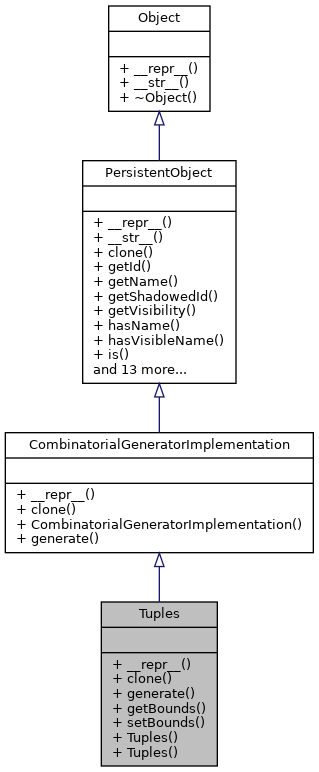 Object
+ __repr__()
+ __str__()
+ ~Object()
PersistentObject
+ __repr__()
+ __str__()
+ clone()
+ getId()
+ getName()
+ getShadowedId()
+ getVisibility()
+ hasName()
+ hasVisibleName()
+ is()
and 13 more...
CombinatorialGeneratorImplementation
+ __repr__()
+ clone()
+ CombinatorialGeneratorImplementation()
+ generate()
Tuples
+ __repr__()
+ clone()
+ generate()
+ getBounds()
+ setBounds()
+ Tuples()
+ Tuples()